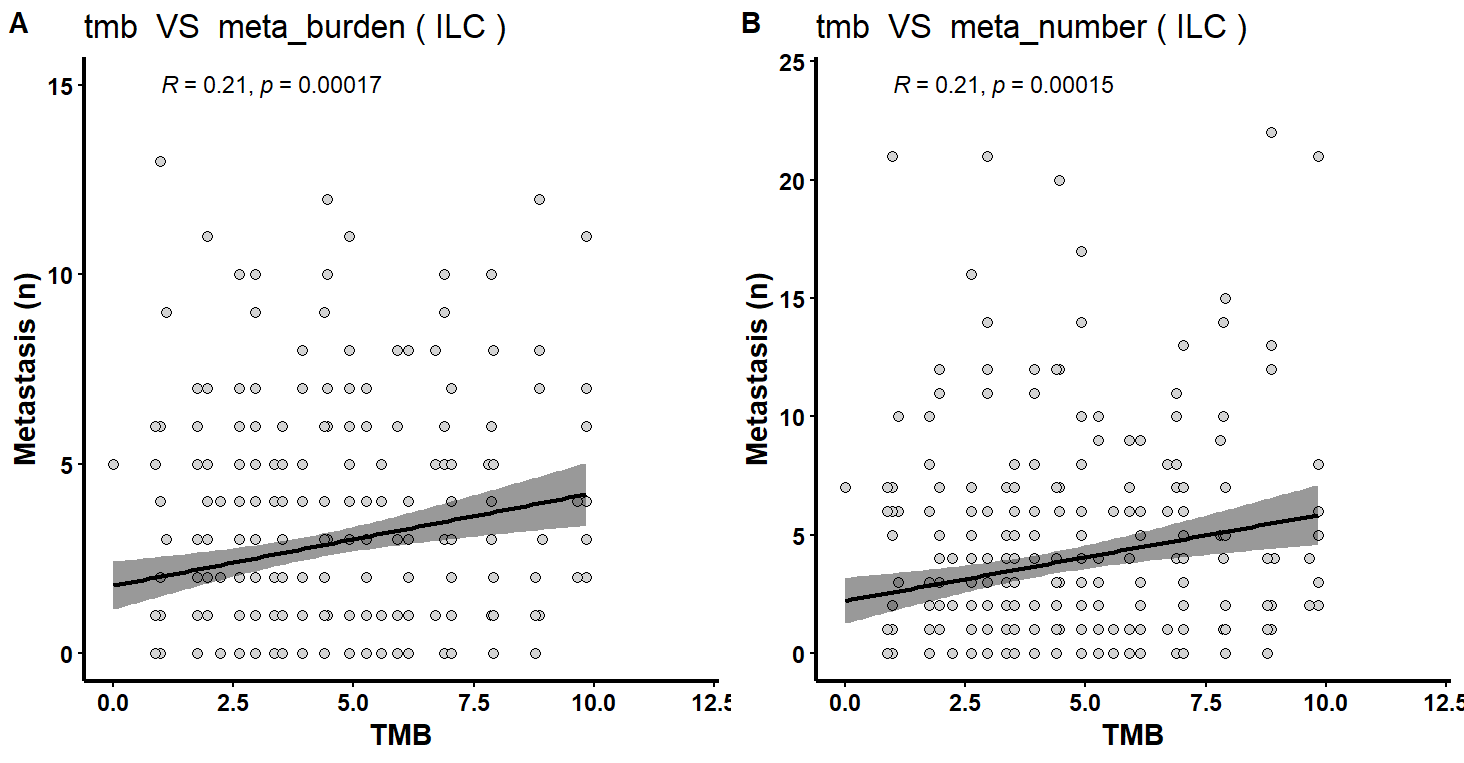 A
tmb VS meta_burden ( ILC )
R = 0.21, p = 0.00017
Metastasis (n)
15
10
5
0
0.0 2.5 5.0 7.5 10.0 12.5
TMB
B
tmb VS meta_number ( ILC )
R = 0.21, p = 0.00015
Metastasis (n)
25
20
15
10
5
0
0.0 2.5 5.0 7.5 10.0 12.5
TMB